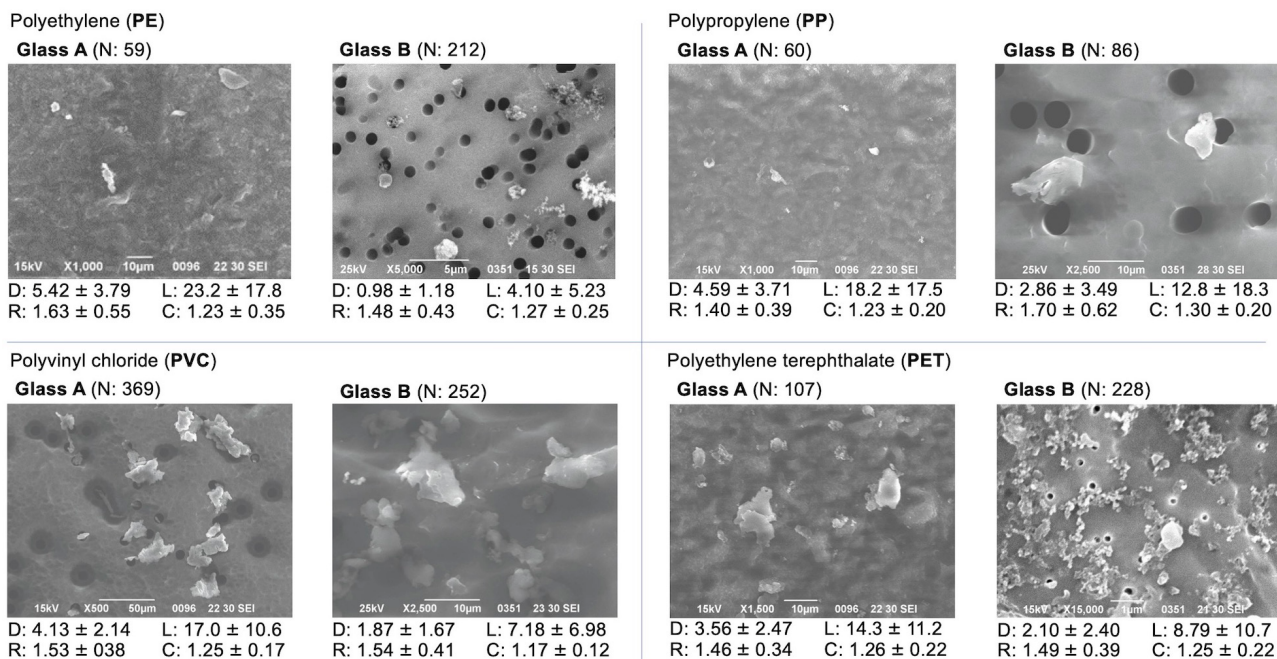 Polyethylene (PE)
Glass A (N: 59)
Glass B (N: 212)
15kV X1,000 10μm 0096 22 30 SEI
25kV X5,000 5μm 0351 15 30 SEI
D: 5.42 ± 3.79 L: 23.2 ± 17.8
R: 1.63 ± 0.55 C: 1.23 ± 0.35
D: 0.98 ± 1.18 L: 4.10 ± 5.23
R: 1.48 ± 0.43 C: 1.27 ± 0.25
Polypropylene (PP)
Glass A (N: 60)
Glass B (N: 86)
15kV X1,000 10μm 0096 22 30 SEI
25kV X2,500 10μm 0351 28 30 SEI
D: 4.59 ± 3.71 L: 18.2 ± 17.5
R: 1.40 ± 0.39 C: 1.23 ± 0.20
D: 2.86 ± 3.49 L: 12.8 ± 18.3
R: 1.70 ± 0.62 C: 1.30 ± 0.20
Polyvinyl chloride (PVC)
Glass A (N: 369)
Glass B (N: 252)
15kV X500 50μm 0096 22 30 SEI
25kV X2,500 10μm 0351 23 30 SEI
D: 4.13 ± 2.14 L: 17.0 ± 10.6
R: 1.53 ± 038 C: 1.25 ± 0.17
D: 1.87 ± 1.67 L: 7.18 ± 6.98
R: 1.54 ± 0.41 C: 1.17 ± 0.12
Polyethylene terephthalate (PET)
Glass A (N: 107)
Glass B (N: 228)
15kV X1,500 10μm 0096 22 30 SEI
15kV X15,000 1μm 0351 21 30 SEI
D: 3.56 ± 2.47 L: 14.3 ± 11.2
R: 1.46 ± 0.34 C: 1.26 ± 0.22
D: 2.10 ± 2.40 L: 8.79 ± 10.7
R: 1.49 ± 0.39 C: 1.25 ± 0.22